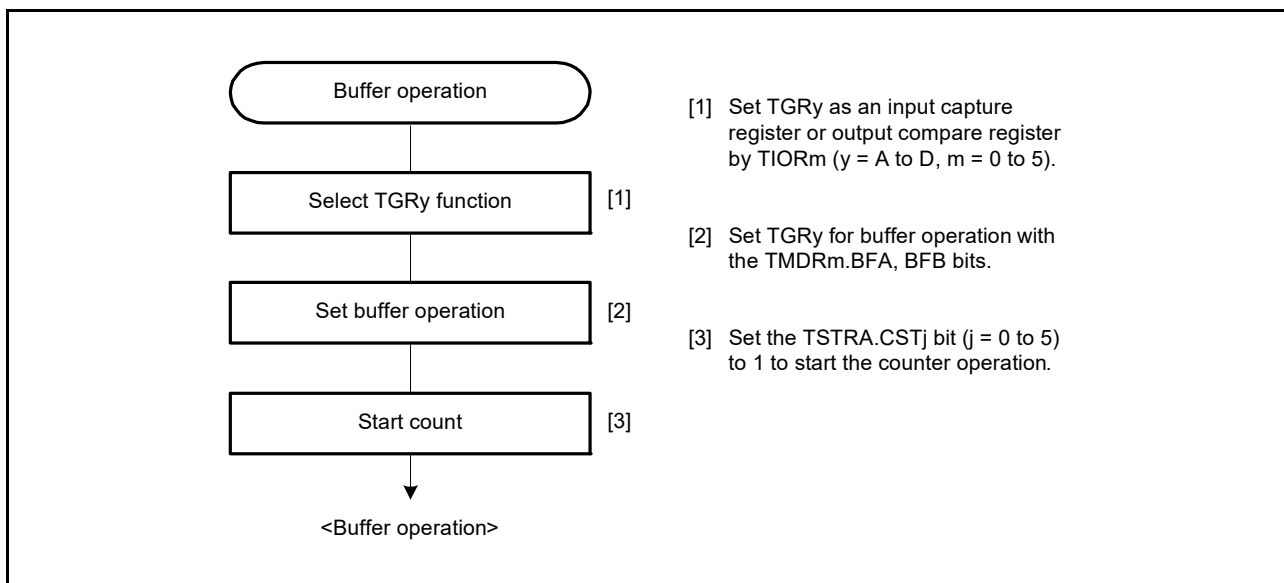 Buffer operation
Select TGRy function
[1]
Set buffer operation
[2]
Start count
[3]
<Buffer operation>
[1] Set TGRy as an input capture
register or output compare register
by TIORm (y = A to D, m = 0 to 5).
[2] Set TGRy for buffer operation with
the TMDRm.BFA, BFB bits.
[3] Set the TSTRA.CSTj bit (j = 0 to 5)
to 1 to start the counter operation.